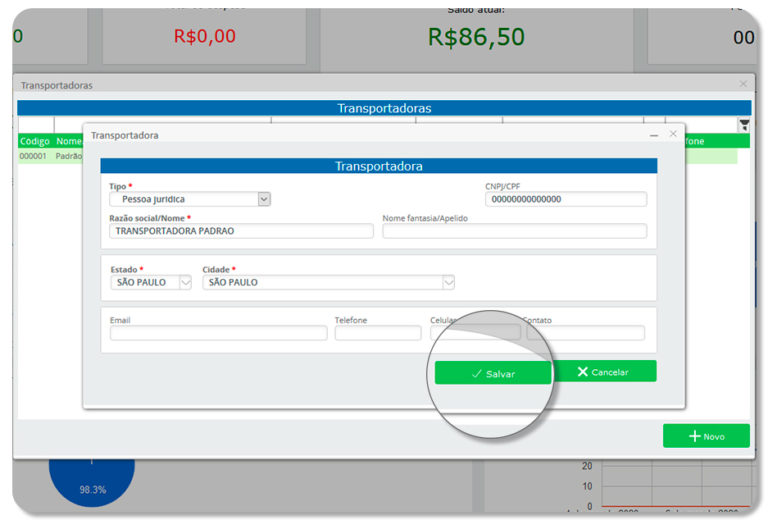 Saldo atual:
0
R$0,00
R$86,50
00
Transportadoras
Transportadoras
Código Nome
fone
000001 Padrão
Transportadora
Transportadora
Tipo *
CNPJ/CPF
Pessoa Jurídica
00000000000000
Razão social/Nome *
Nome fantasia/Apelido
TRANSPORTADORA PADRAO
Estado *
Cidade *
SÃO PAULO
SÃO PAULO
Email
Telefone
Celular
Contato
Salvar
Cancelar
Novo
98.3%
20
10
0